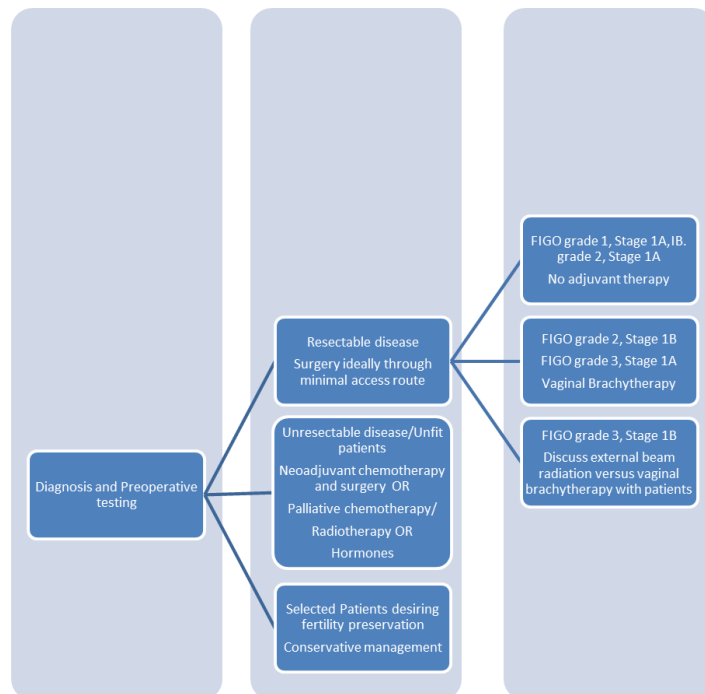 Diagnosis and Preoperative
testing
Resectable disease
Surgery ideally through
minimal access route
Unresectable disease/Unfit
patients
Neoadjuvant chemotherapy
and surgery OR
Palliative chemotherapy/
Radiotherapy OR
Hormones
Selected Patients desiring
fertility preservation
Conservative management
FIGO grade 1, Stage 1A,IB.
grade 2, Stage 1A
No adjuvant therapy
FIGO grade 2, Stage 1B
FIGO grade 3, Stage 1A
Vaginal Brachytherapy
FIGO grade 3, Stage 1B
Discuss external beam
radiation versus vaginal
brachytherapy with patients